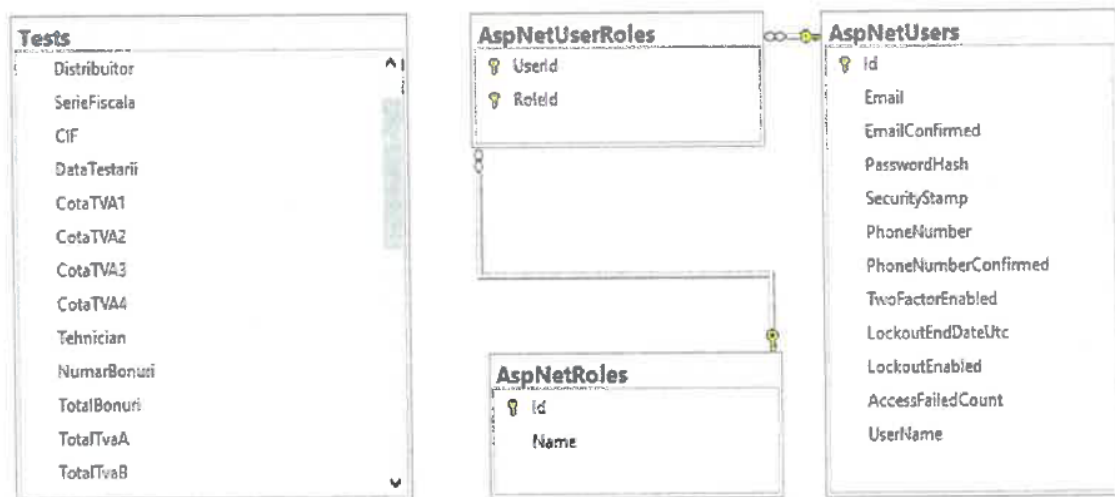 Tests
Distribuitor
SerieFiscala
CIF
DataTestarii
CotaTVA1
CotaTVA2
CotaTVA3
CotaTVA4
Tehnician
NumarBonuri
TotalBonuri
TotalTvaA
TotalTvaB
AspNetUserRoles
UserId
RoleId
AspNetRoles
Id
Name
AspNetUsers
Id
Email
EmailConfirmed
PasswordHash
SecurityStamp
PhoneNumber
PhoneNumberConfirmed
TwoFactorEnabled
LockoutEndDateUtc
LockoutEnabled
AccessFailedCount
UserName